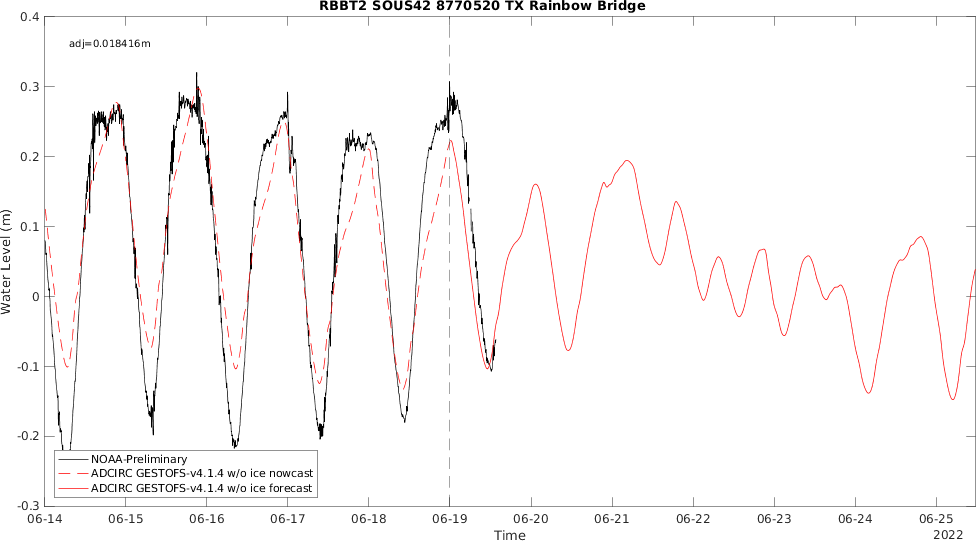 RBBT2 SOUS42 8770520 TX Rainbow Bridge
adj=0.018416m
Water Level (m)
0.4
0.3
0.2
0.1
0
-0.1
-0.2
-0.3
NOAA-Preliminary
ADCIRC GESTOFS-v4.1.4 w/o ice nowcast
ADCIRC GESTOFS-v4.1.4 w/o ice forecast
06-14 06-15 06-16 06-17 06-18 06-19 06-20 06-21 06-22 06-23 06-24 06-25
Time
2022